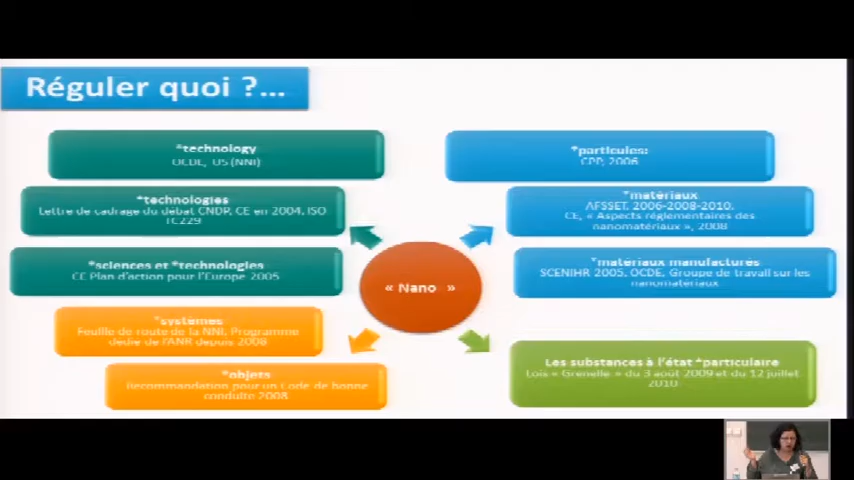 Réguler quoi ?...
*technology
OCDE, US (NNI)
*technologies
Lettre de cadrage du débat CNDP, CE en 2004, ISO
TC229
*sciences et *technologies
CE Plan d'action pour l'Europe 2005
*systèmes
Feuille de route de la NNI, Programme
dédié de l'ANR depuis 2008
*objets
Recommandation pour un Code de bonne
conduite 2008
« Nano »
*particules:
CPP, 2006
*matériaux
AFSSET, 2006-2008-2010,
CE, « Aspects réglementaires des
nanomatériaux », 2008
*matériaux manufacturés
SCENIHR 2005, OCDE, Groupe de travail sur les
nanomatériaux
Les substances à l'état *particulaire
Lois « Grenelle » du 3 août 2009 et du 12 juillet
2010